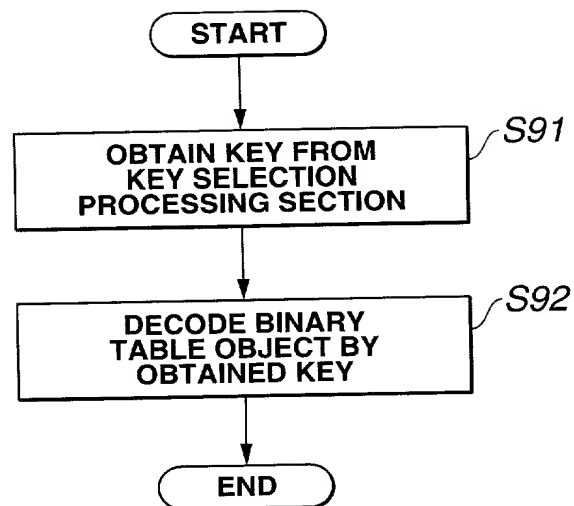 START
S91
OBTAIN KEY FROM
KEY SELECTION
PROCESSING SECTION
S92
DECODE BINARY
TABLE OBJECT BY
OBTAINED KEY
END